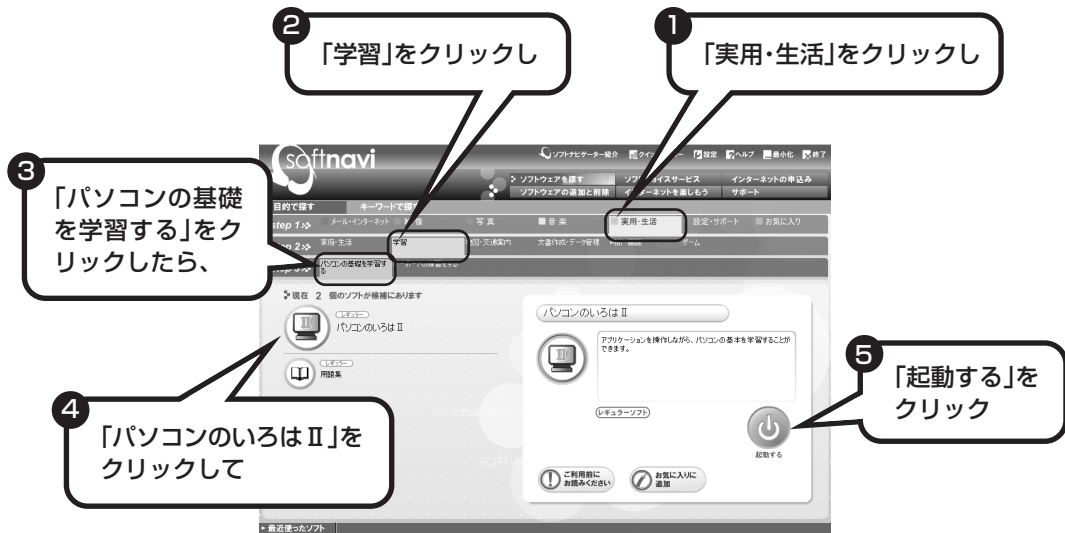 2
「学習」をクリックし
1
「実用・生活」をクリックし
3
「パソコンの基礎
を学習する」をク
リックしたら、
softnavi
ソフトナビゲーター紹介
設定 ヘルプ 最小化 終了
ソフトウェアを探す インターネットの申込み
ソフトウェアの追加と削除 サポート
目的で探す キーワードで探す
step 1 メール・インターネット 写真 音楽 実用・生活 設定・サポート お気に入り
step 2 家庭・生活 学習 文書作成・データ管理 ゲーム
パソコンの基礎を学習す
る
現在 2 個のソフトが候補にあります
レギュラー
パソコンのいろはⅡ
レギュラー
用語集
パソコンのいろはⅡ
アプリケーションを操作しながら、パソコンの基本を学習することが
できます。
レギュラーソフト
起動する
ご利用前に
お読みください
お気に入りに
追加
最近使ったソフト
4
「パソコンのいろはⅡ」を
クリックして
5
「起動する」を
クリック